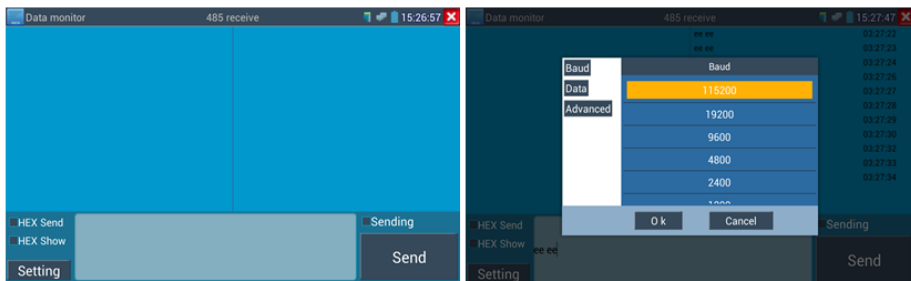 Data monitor 485 receive 15:26:57
HEX Send
HEX Show
Setting
Sending
Send
Data monitor 485 receive 15:27:47
ee ee 03:27:22
ee ee 03:27:23
03:27:24
03:27:26
03:27:27
03:27:28
03:27:29
03:27:30
03:27:32
03:27:33
03:27:34
Baud
Data
Advanced
Baud
115200
19200
9600
4800
2400
Ok Cancel
HEX Send
HEX Show
ee ee
Setting
Sending
Send